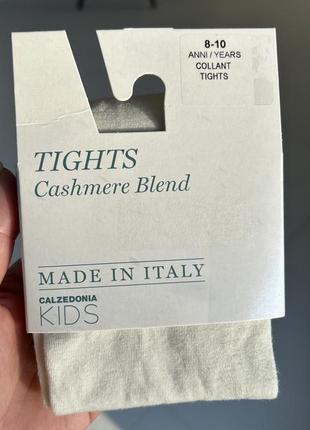 8-10
ANNI / YEARS
COLLANT
TIGHTS
TIGHTS
Cashmere Blend
MADE IN ITALY
CALZEDONIA
KIDS